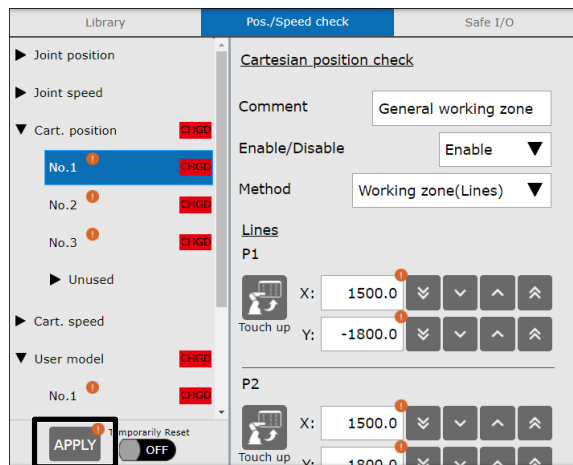 Library
Pos./Speed check
Safe I/O
▶ Joint position
▶ Joint speed
▼ Cart. position CHGD
No.1 ! CHGD
No.2 ! CHGD
No.3 ! CHGD
▶ Unused
▶ Cart. speed
▼ User model CHGD
No.1 ! CHGD
APPLY !
Temporarily Reset
OFF
Cartesian position check
Comment General working zone
Enable/Disable Enable ▼
Method Working zone(Lines) ▼
Lines
P1
Touch up
X: 1500.0 !
Y: -1800.0 !
P2
Touch up
X: 1500.0 !
Y: 1800.0 !